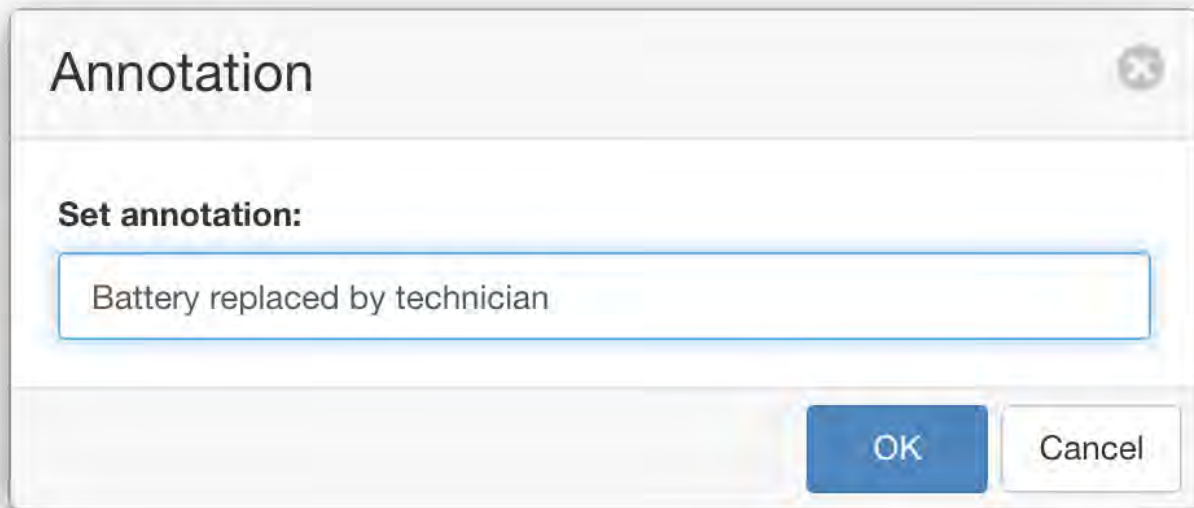 Annotation
Set annotation:
Battery replaced by technician
OK
Cancel